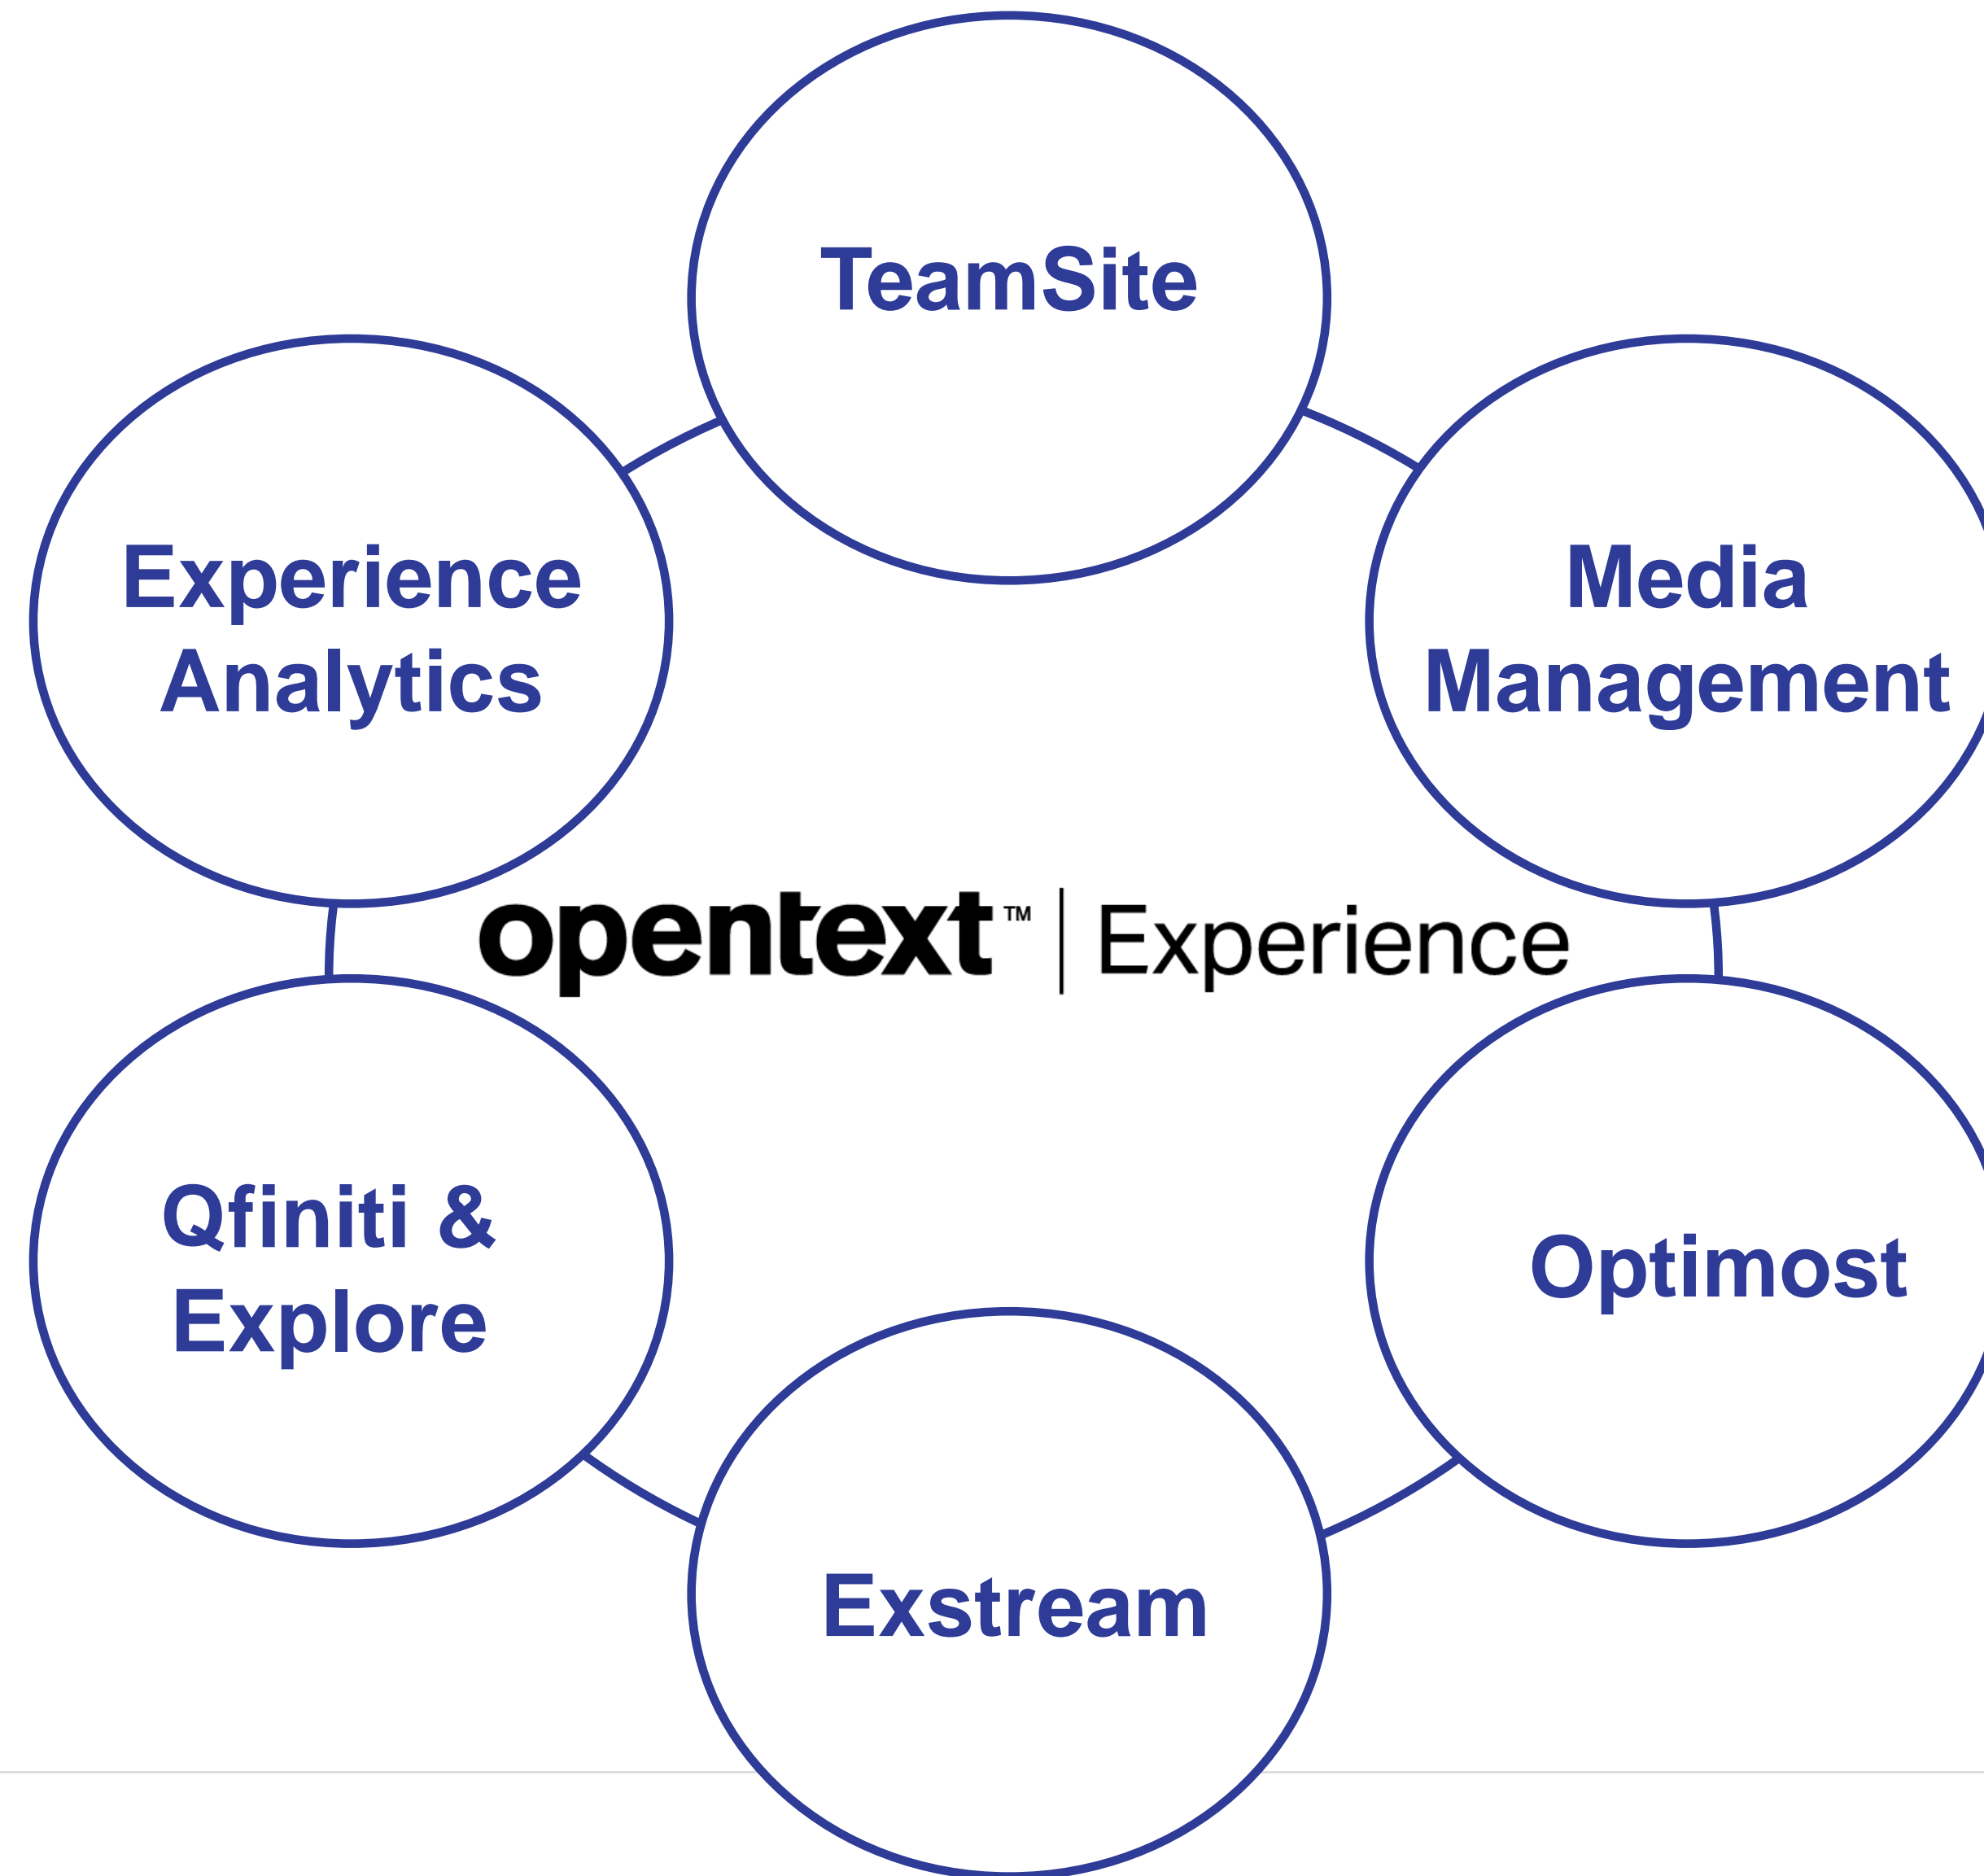 TeamSite
Experience
Analytics
Media
Management
opentext™ | Experience
Qfiniti &
Explore
Optimost
Exstream